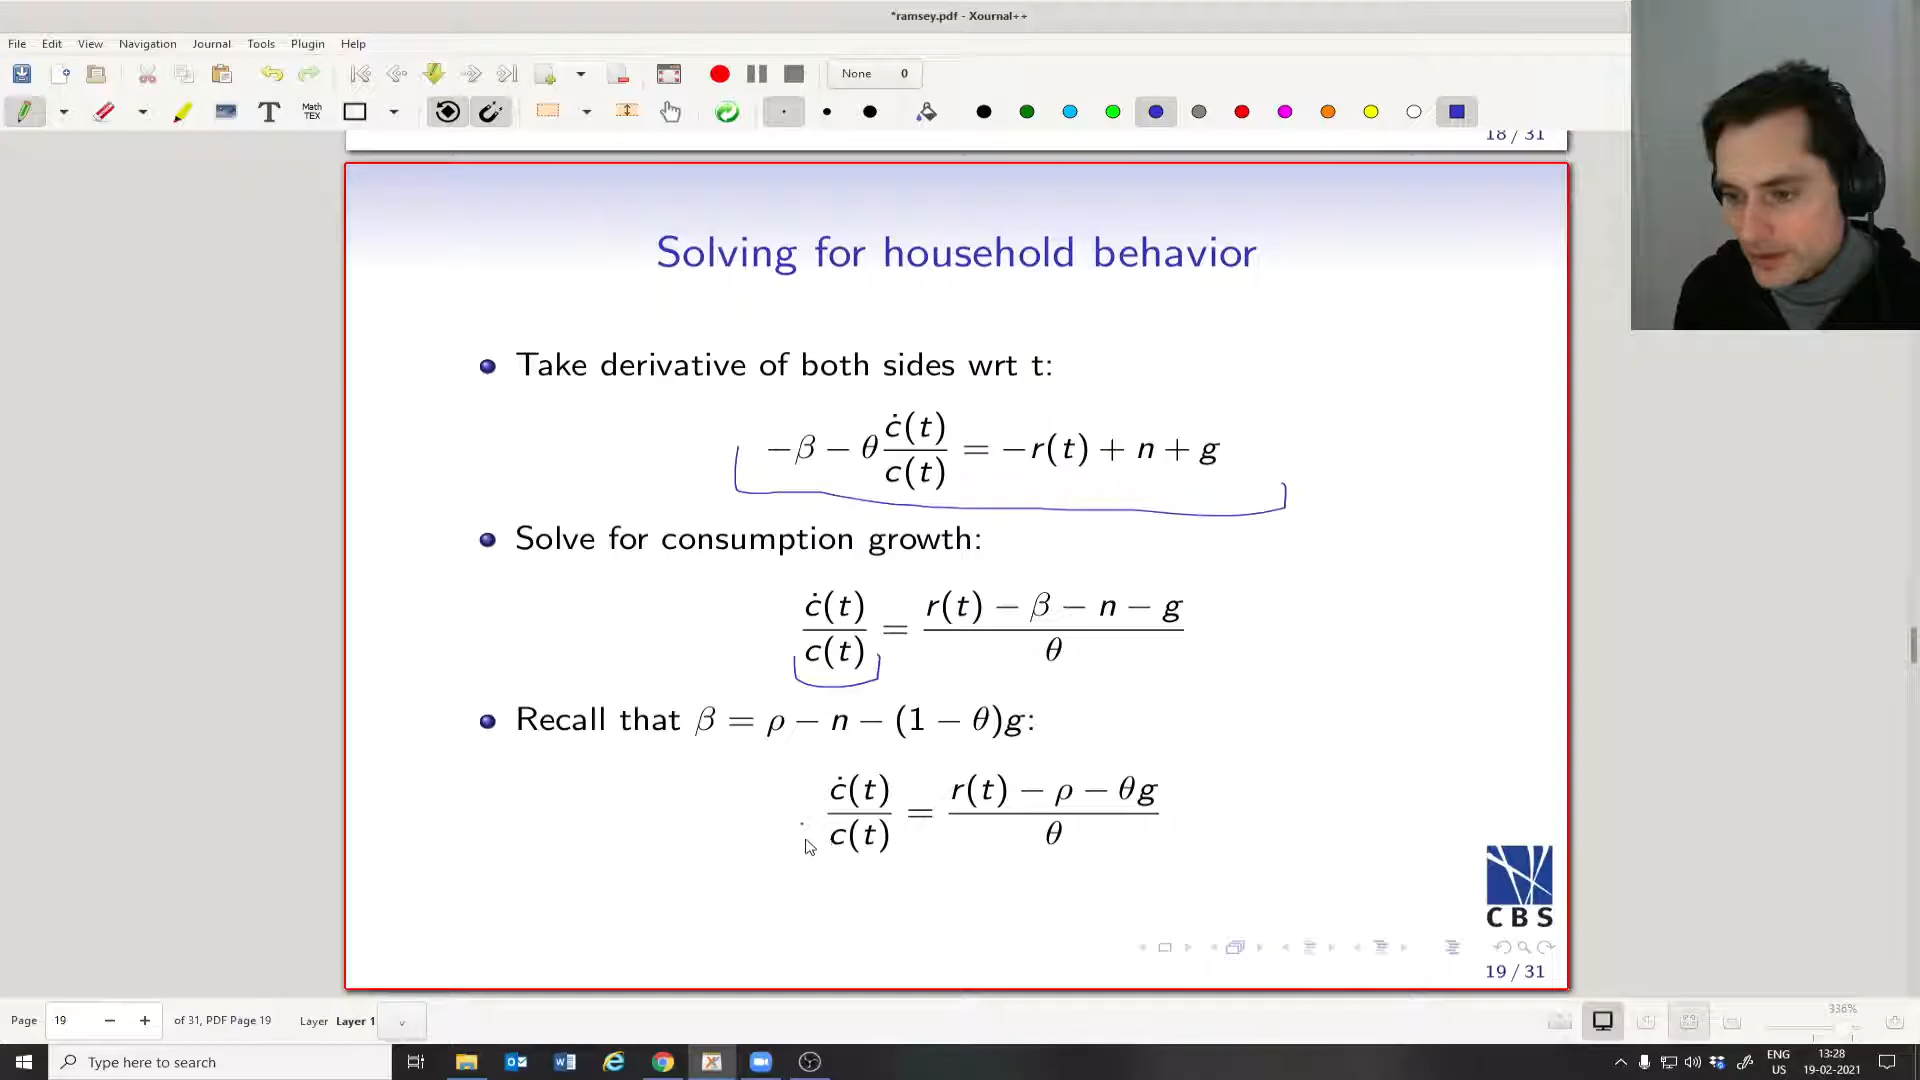 *ramsey.pdf - Xournal++
File Edit View Navigation Journal Tools Plugin Help
None 0
T Math TEX
18 / 31
Solving for household behavior
Take derivative of both sides wrt t:
−β − θ ċ(t)/c(t) = −r(t) + n + g
Solve for consumption growth:
ċ(t)/c(t) = (r(t) − β − n − g)/θ
Recall that β = ρ − n − (1 − θ)g:
ċ(t)/c(t) = (r(t) − ρ − θg)/θ
CBS
19 / 31
Page 19 − + of 31, PDF Page 19 Layer Layer 1 336%
Type here to search
ENG US
13:28
19-02-2021